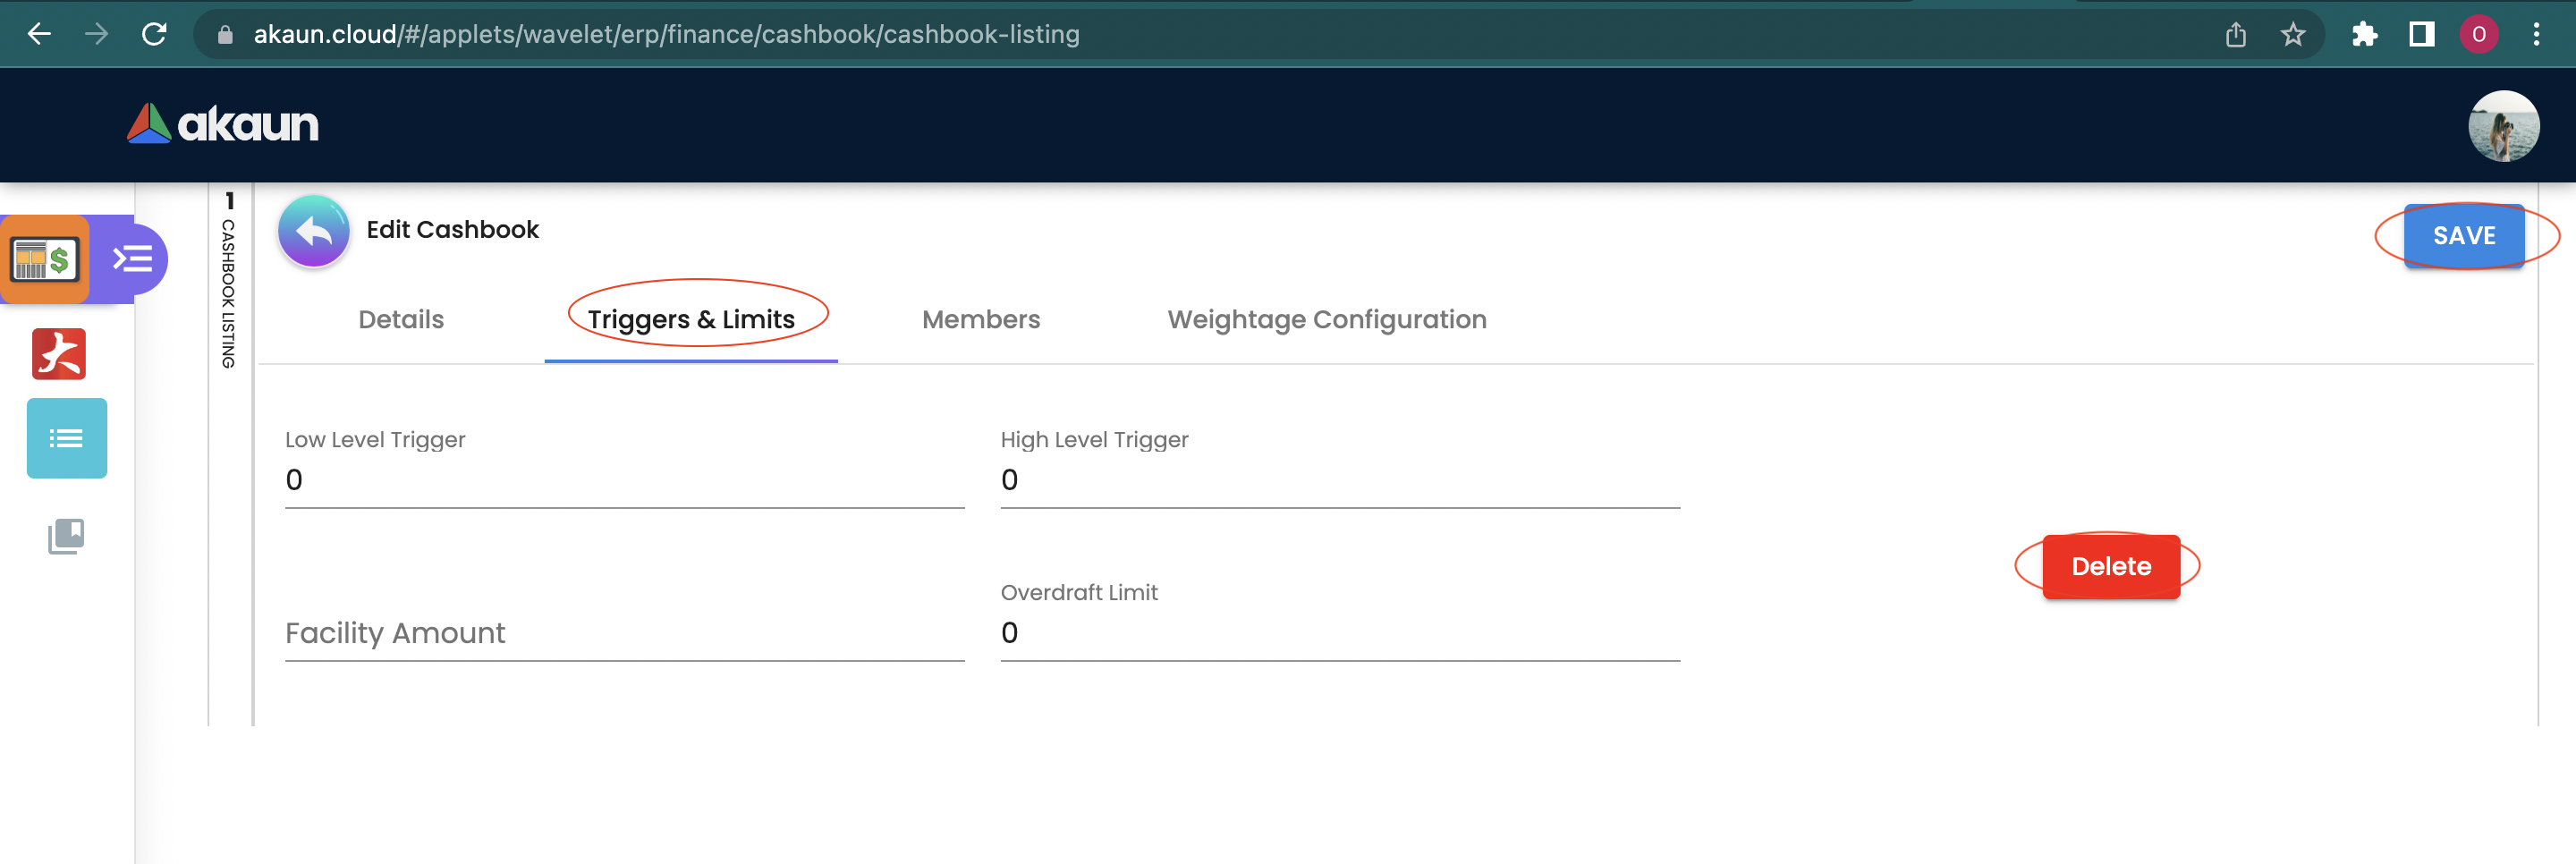 akaun.cloud/#/applets/wavelet/erp/finance/cashbook/cashbook-listing
O
akaun
1
CASHBOOK LISTING
Edit Cashbook
SAVE
Details
Triggers & Limits
Members
Weightage Configuration
Low Level Trigger
0
High Level Trigger
0
Delete
Facility Amount
Overdraft Limit
0